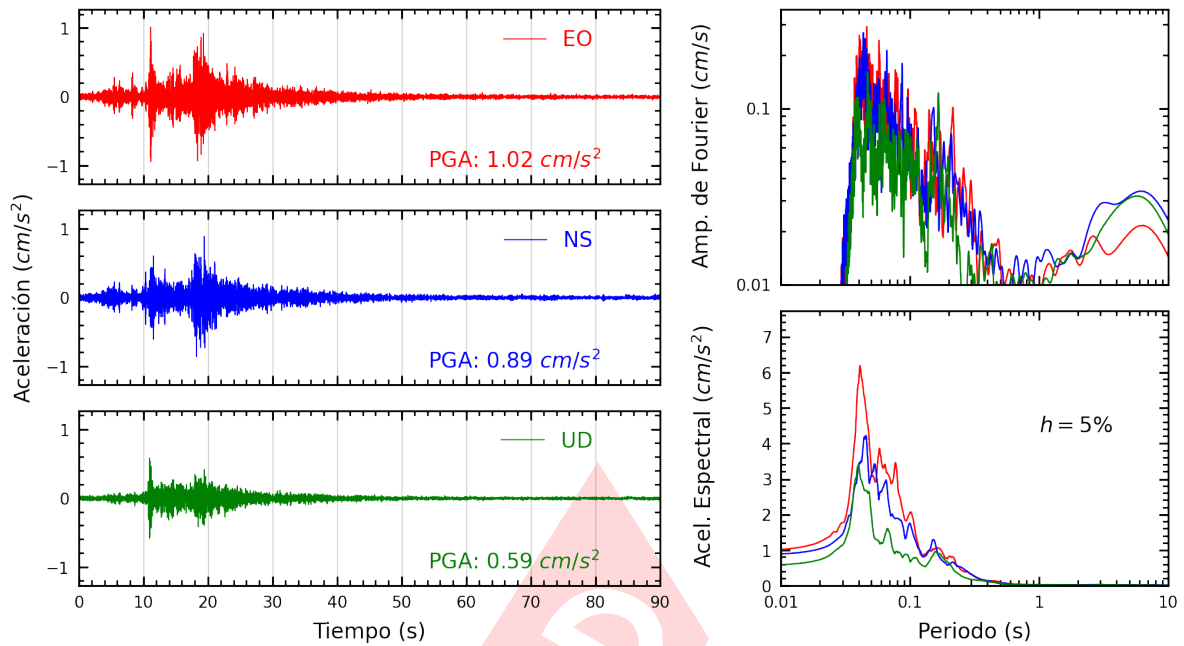 Aceleración (cm/s²)
1
0
−1
EO
PGA: 1.02 cm/s²
1
0
−1
NS
PGA: 0.89 cm/s²
1
0
−1
UD
PGA: 0.59 cm/s²
0 10 20 30 40 50 60 70 80 90
Tiempo (s)
Amp. de Fourier (cm/s)
0.1
0.01
Acel. Espectral (cm/s²)
7
6
5
4
3
2
1
0
h = 5%
0.01 0.1 1 10
Periodo (s)